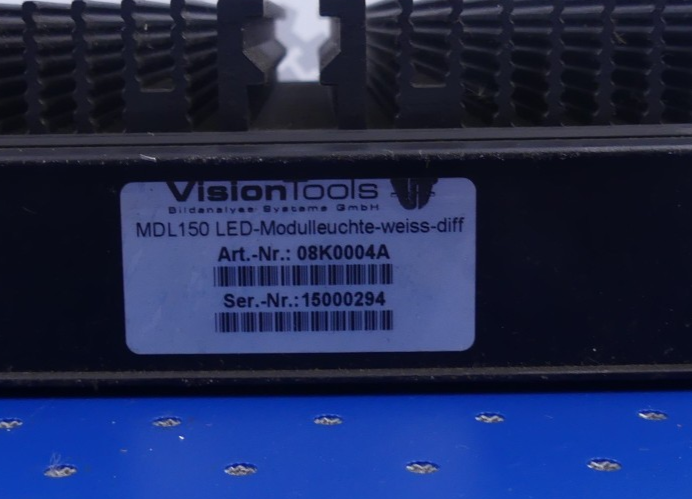 VisionTools
Bildanalyse Systeme GmbH
MDL150 LED-Modulleuchte-weiss-diff
Art.-Nr.: 08K0004A
Ser.-Nr.:15000294